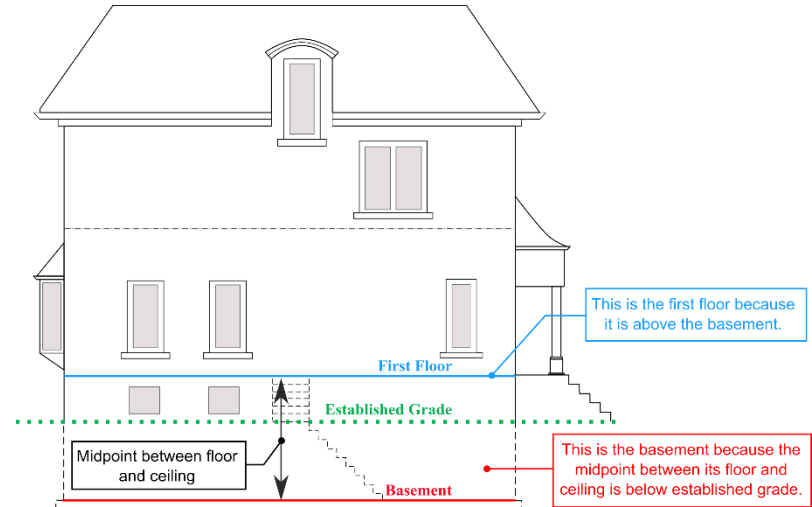 This is the first floor because
it is above the basement.
First Floor
Established Grade
Midpoint between floor
and ceiling
This is the basement because the
midpoint between its floor and
ceiling is below established grade.
Basement